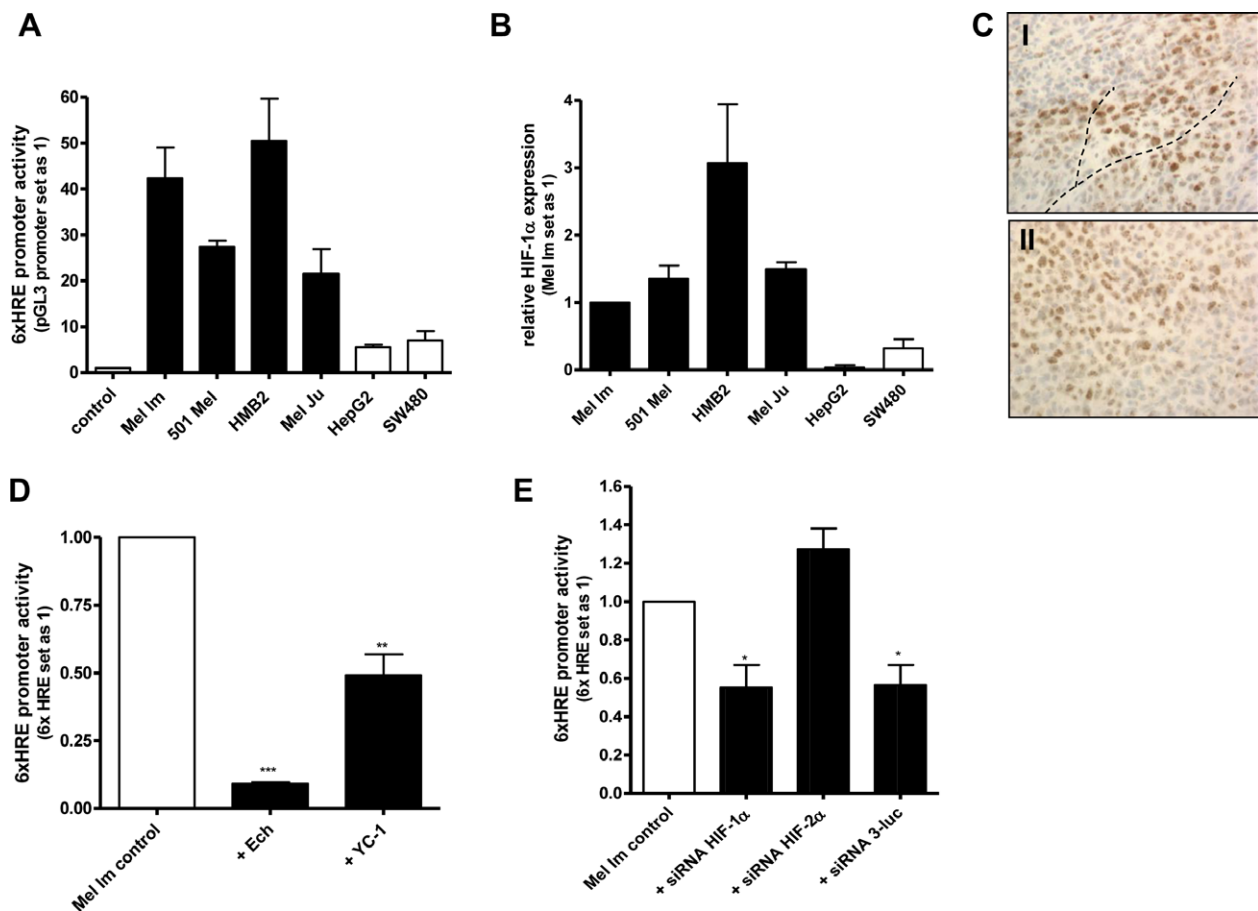 A
6xHRE promoter activity
(pGL3 promoter set as 1)
60
50
40
30
20
10
0
control
Mel Im
501 Mel
HMB2
Mel Ju
HepG2
SW480
B
relative HIF-1α expression
(Mel Im set as 1)
4
3
2
1
0
Mel Im
501 Mel
HMB2
Mel Ju
HepG2
SW480
C
I
II
D
6xHRE promoter activity
(6x HRE set as 1)
1.00
0.75
0.50
0.25
0.00
***
**
Mel Im control
+ Ech
+ YC-1
E
6xHRE promoter activity
(6x HRE set as 1)
1.6
1.4
1.2
1.0
0.8
0.6
0.4
0.2
0.0
*
*
Mel Im control
+ siRNA HIF-1α
+ siRNA HIF-2α
+ siRNA 3-luc